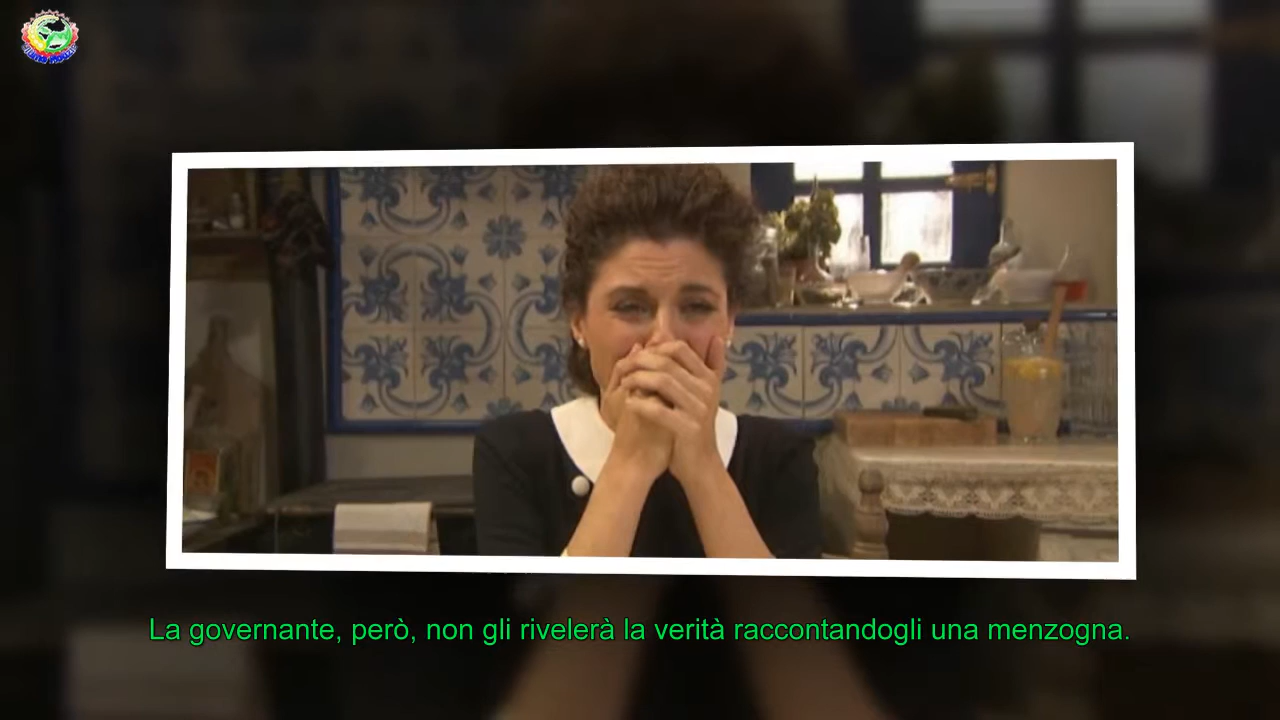 La governante, però, non gli rivelerà la verità raccontandogli una menzogna.